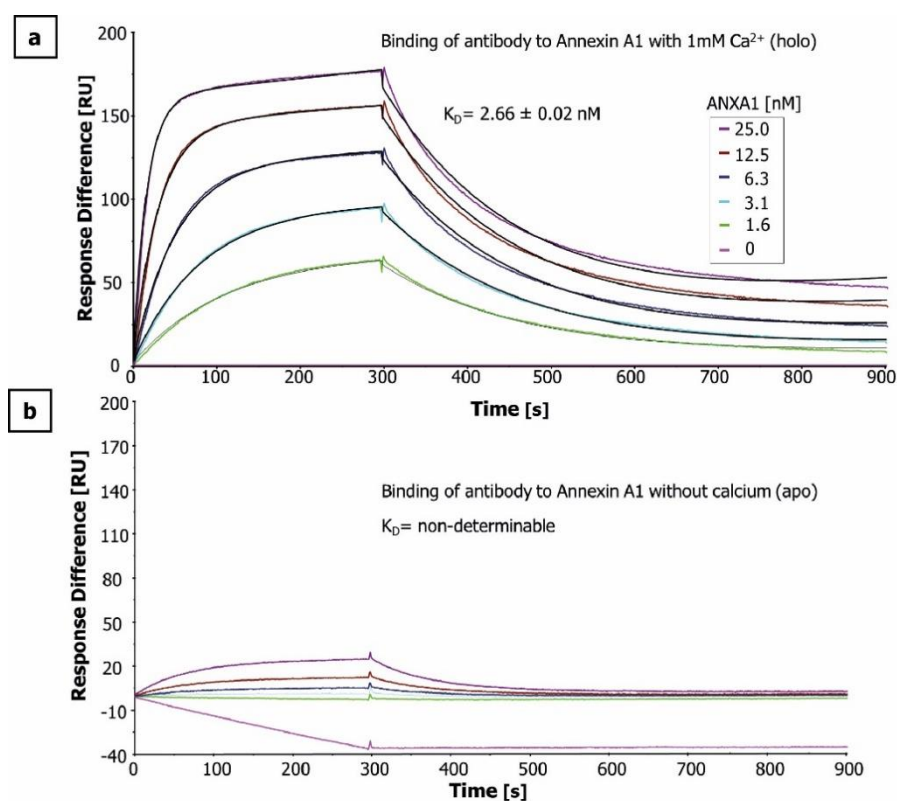 a
200
150
100
50
0
Response Difference [RU]
Binding of antibody to Annexin A1 with 1mM Ca²⁺ (holo)
K_D= 2.66 ± 0.02 nM
ANXA1 [nM]
25.0
12.5
6.3
3.1
1.6
0
0 100 200 300 400 500 600 700 800 900
Time [s]
b
200
170
140
110
80
50
20
-10
-40
Response Difference [RU]
Binding of antibody to Annexin A1 without calcium (apo)
K_D= non-determinable
0 100 200 300 400 500 600 700 800 900
Time [s]